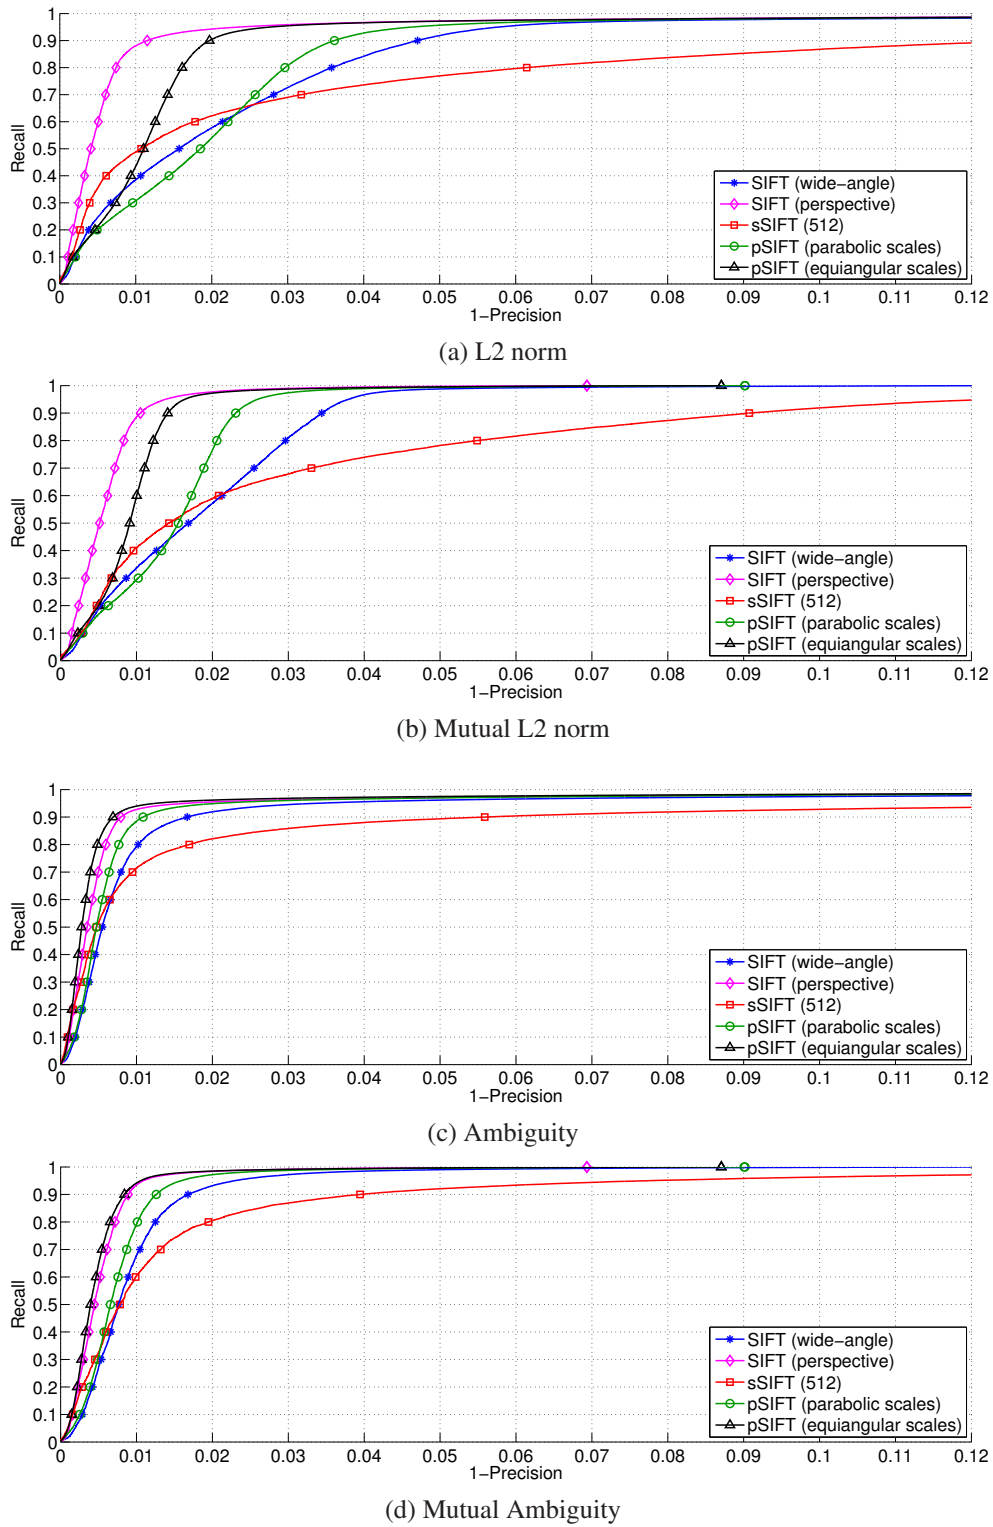 1
0.9
0.8
0.7
0.6
0.5
0.4
0.3
0.2
0.1
0
Recall
SIFT (wide−angle)
SIFT (perspective)
sSIFT (512)
pSIFT (parabolic scales)
pSIFT (equiangular scales)
0 0.01 0.02 0.03 0.04 0.05 0.06 0.07 0.08 0.09 0.1 0.11 0.12
1−Precision
(a) L2 norm
1
0.9
0.8
0.7
0.6
0.5
0.4
0.3
0.2
0.1
0
Recall
SIFT (wide−angle)
SIFT (perspective)
sSIFT (512)
pSIFT (parabolic scales)
pSIFT (equiangular scales)
0 0.01 0.02 0.03 0.04 0.05 0.06 0.07 0.08 0.09 0.1 0.11 0.12
1−Precision
(b) Mutual L2 norm
1
0.9
0.8
0.7
0.6
0.5
0.4
0.3
0.2
0.1
0
Recall
SIFT (wide−angle)
SIFT (perspective)
sSIFT (512)
pSIFT (parabolic scales)
pSIFT (equiangular scales)
0 0.01 0.02 0.03 0.04 0.05 0.06 0.07 0.08 0.09 0.1 0.11 0.12
1−Precision
(c) Ambiguity
1
0.9
0.8
0.7
0.6
0.5
0.4
0.3
0.2
0.1
0
Recall
SIFT (wide−angle)
SIFT (perspective)
sSIFT (512)
pSIFT (parabolic scales)
pSIFT (equiangular scales)
0 0.01 0.02 0.03 0.04 0.05 0.06 0.07 0.08 0.09 0.1 0.11 0.12
1−Precision
(d) Mutual Ambiguity